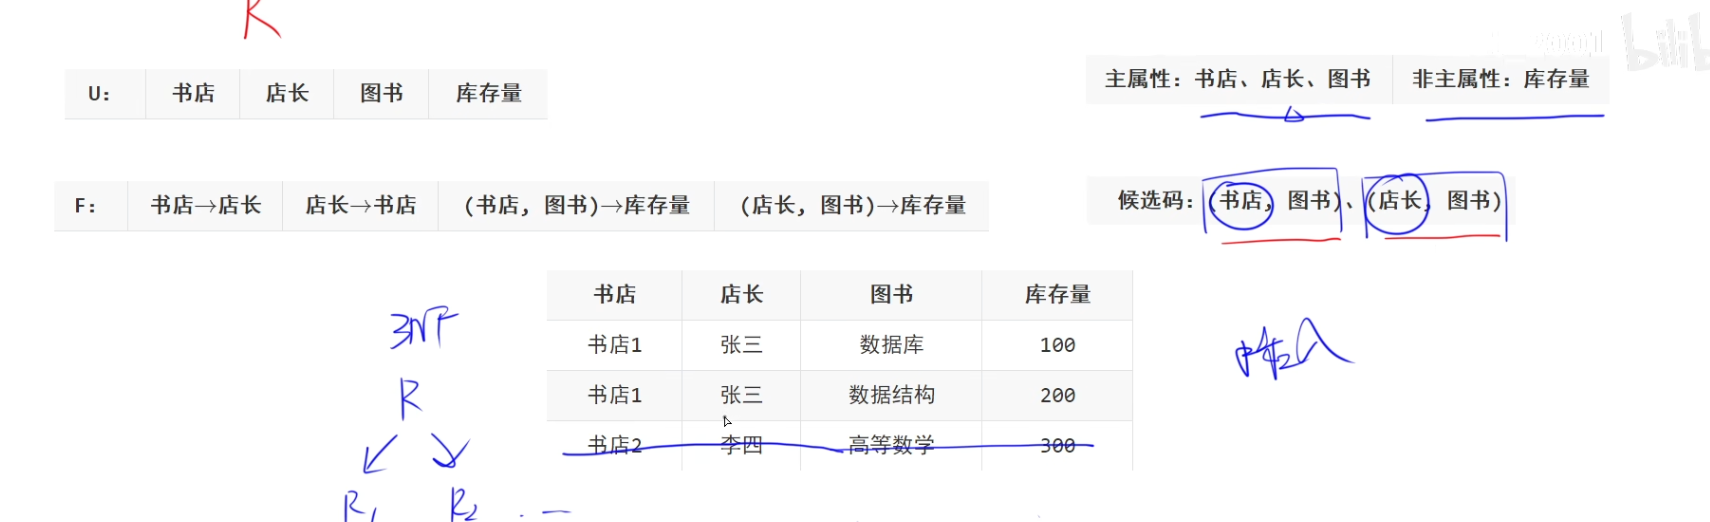 R
bilib
U： 书店 店长 图书 库存量
主属性：书店、店长、图书 非主属性：库存量
F： 书店→店长 店长→书店 (书店, 图书)→库存量 (店长, 图书)→库存量
候选码：(书店, 图书)、(店长, 图书)
书店 店长 图书 库存量
书店1 张三 数据库 100
书店1 张三 数据结构 200
书店2 李四 高等数学 300
3NF
R
R1 R2